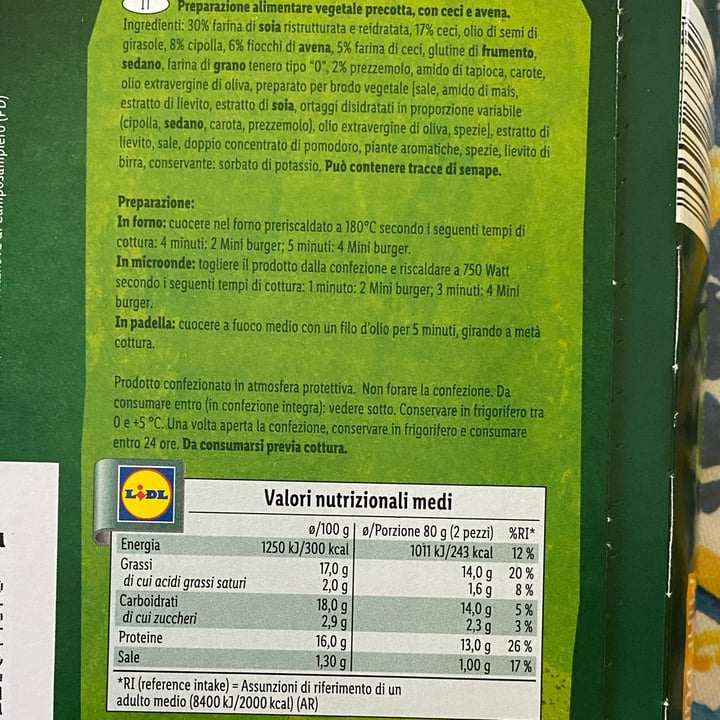 IT
Preparazione alimentare vegetale precotta, con ceci e avena.
Ingredienti: 30% farina di soia ristrutturata e reidratata, 17% ceci, olio di semi di
girasole, 8% cipolla, 6% fiocchi di avena, 5% farina di ceci, glutine di frumento,
sedano, farina di grano tenero tipo "0", 2% prezzemolo, amido di tapioca, carote,
olio extravergine di oliva, preparato per brodo vegetale [sale, amido di mais,
estratto di lievito, estratto di soia, ortaggi disidratati in proporzione variabile
(cipolla, sedano, carota, prezzemolo), olio extravergine di oliva, spezie], estratto di
lievito, sale, doppio concentrato di pomodoro, piante aromatiche, spezie, lievito di
birra, conservante: sorbato di potassio. Può contenere tracce di senape.
Preparazione:
In forno: cuocere nel forno preriscaldato a 180°C secondo i seguenti tempi di
cottura: 4 minuti: 2 Mini burger; 5 minuti: 4 Mini burger.
In microonde: togliere il prodotto dalla confezione e riscaldare a 750 Watt
secondo i seguenti tempi di cottura: 1 minuto: 2 Mini burger; 3 minuti: 4 Mini
burger.
In padella: cuocere a fuoco medio con un filo d'olio per 5 minuti, girando a metà
cottura.
Prodotto confezionato in atmosfera protettiva. Non forare la confezione. Da
consumare entro (in confezione integra): vedere sotto. Conservare in frigorifero tra
0 e +5 °C. Una volta aperta la confezione, conservare in frigorifero e consumare
entro 24 ore. Da consumarsi previa cottura.
LIDL
Valori nutrizionali medi
ø/100 g ø/Porzione 80 g (2 pezzi) %RI*
Energia 1250 kJ/300 kcal 1011 kJ/243 kcal 12 %
Grassi 17,0 g 14,0 g 20 %
di cui acidi grassi saturi 2,0 g 1,6 g 8 %
Carboidrati 18,0 g 14,0 g 5 %
di cui zuccheri 2,9 g 2,3 g 3 %
Proteine 16,0 g 13,0 g 26 %
Sale 1,30 g 1,00 g 17 %
*RI (reference intake) = Assunzioni di riferimento di un
adulto medio (8400 kJ/2000 kcal) (AR)